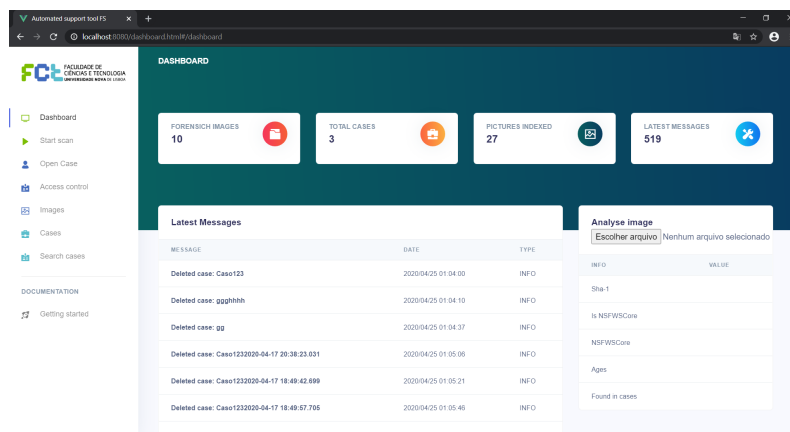 Automated support tool FS
localhost:8080/dashboard.html#/dashboard
FCT FACULDADE DE
CIÊNCIAS E TECNOLOGIA
UNIVERSIDADE NOVA DE LISBOA
Dashboard
Start scan
Open Case
Access control
Images
Cases
Search cases
DOCUMENTATION
Getting started
DASHBOARD
FORENSICH IMAGES
10
TOTAL CASES
3
PICTURES INDEXED
27
LATEST MESSAGES
519
Latest Messages
MESSAGE DATE TYPE
Deleted case: Caso123 2020/04/25 01:04:00 INFO
Deleted case: ggghhhh 2020/04/25 01:04:10 INFO
Deleted case: gg 2020/04/25 01:04:37 INFO
Deleted case: Caso1232020-04-17 20:38:23.031 2020/04/25 01:05:06 INFO
Deleted case: Caso1232020-04-17 18:49:42.699 2020/04/25 01:05:21 INFO
Deleted case: Caso1232020-04-17 18:49:57.705 2020/04/25 01:05:46 INFO
Analyse image
Escolher arquivo Nenhum arquivo selecionado
INFO VALUE
Sha-1
Is NSFWSCore
NSFWSCore
Ages
Found in cases